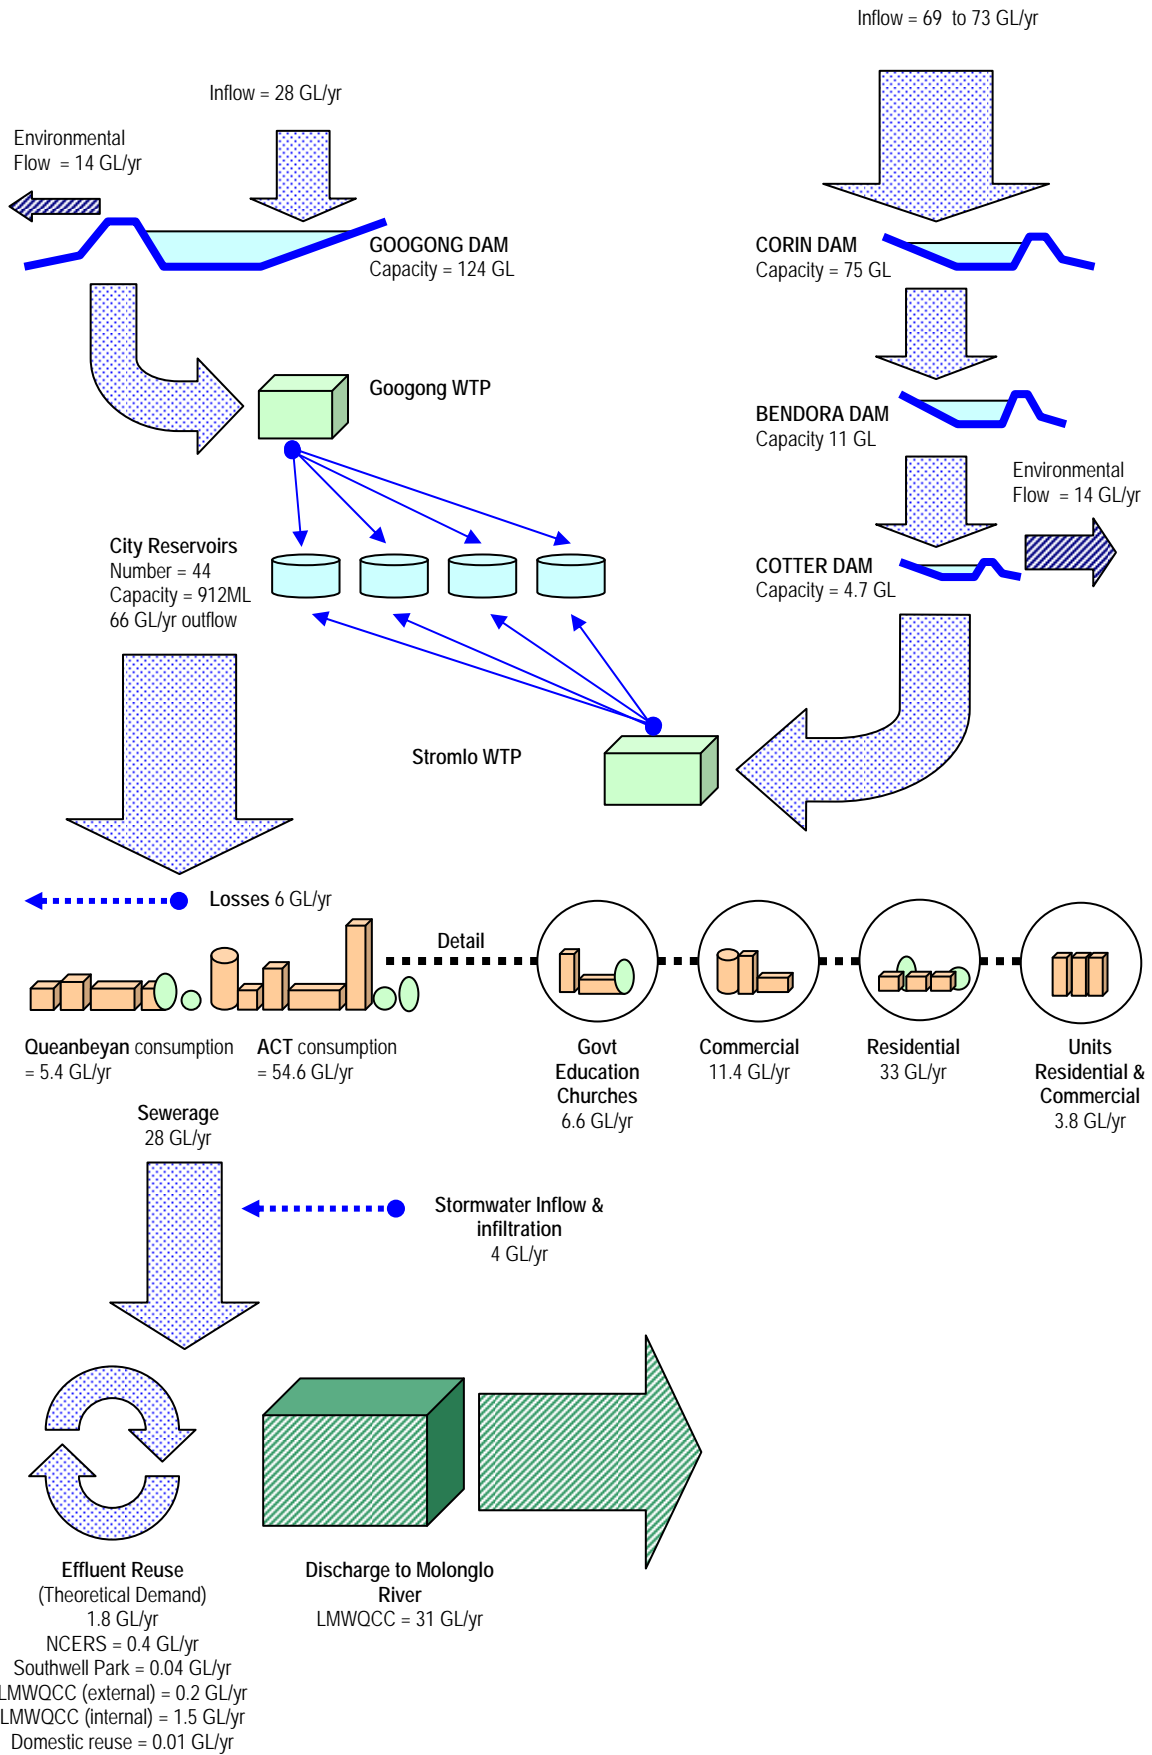 Inflow = 69 to 73 GL/yr
Inflow = 28 GL/yr
Environmental
Flow = 14 GL/yr
GOOGONG DAM
Capacity = 124 GL
CORIN DAM
Capacity = 75 GL
Googong WTP
BENDORA DAM
Capacity 11 GL
Environmental
Flow = 14 GL/yr
City Reservoirs
Number = 44
Capacity = 912ML
66 GL/yr outflow
COTTER DAM
Capacity = 4.7 GL
Stromlo WTP
Losses 6 GL/yr
Detail
Queanbeyan consumption
= 5.4 GL/yr
ACT consumption
= 54.6 GL/yr
Govt
Education
Churches
6.6 GL/yr
Commercial
11.4 GL/yr
Residential
33 GL/yr
Units
Residential &
Commercial
3.8 GL/yr
Sewerage
28 GL/yr
Stormwater Inflow &
infiltration
4 GL/yr
Effluent Reuse
(Theoretical Demand)
1.8 GL/yr
NCERS = 0.4 GL/yr
Southwell Park = 0.04 GL/yr
LMWQCC (external) = 0.2 GL/yr
LMWQCC (internal) = 1.5 GL/yr
Domestic reuse = 0.01 GL/yr
Discharge to Molonglo
River
LMWQCC = 31 GL/yr